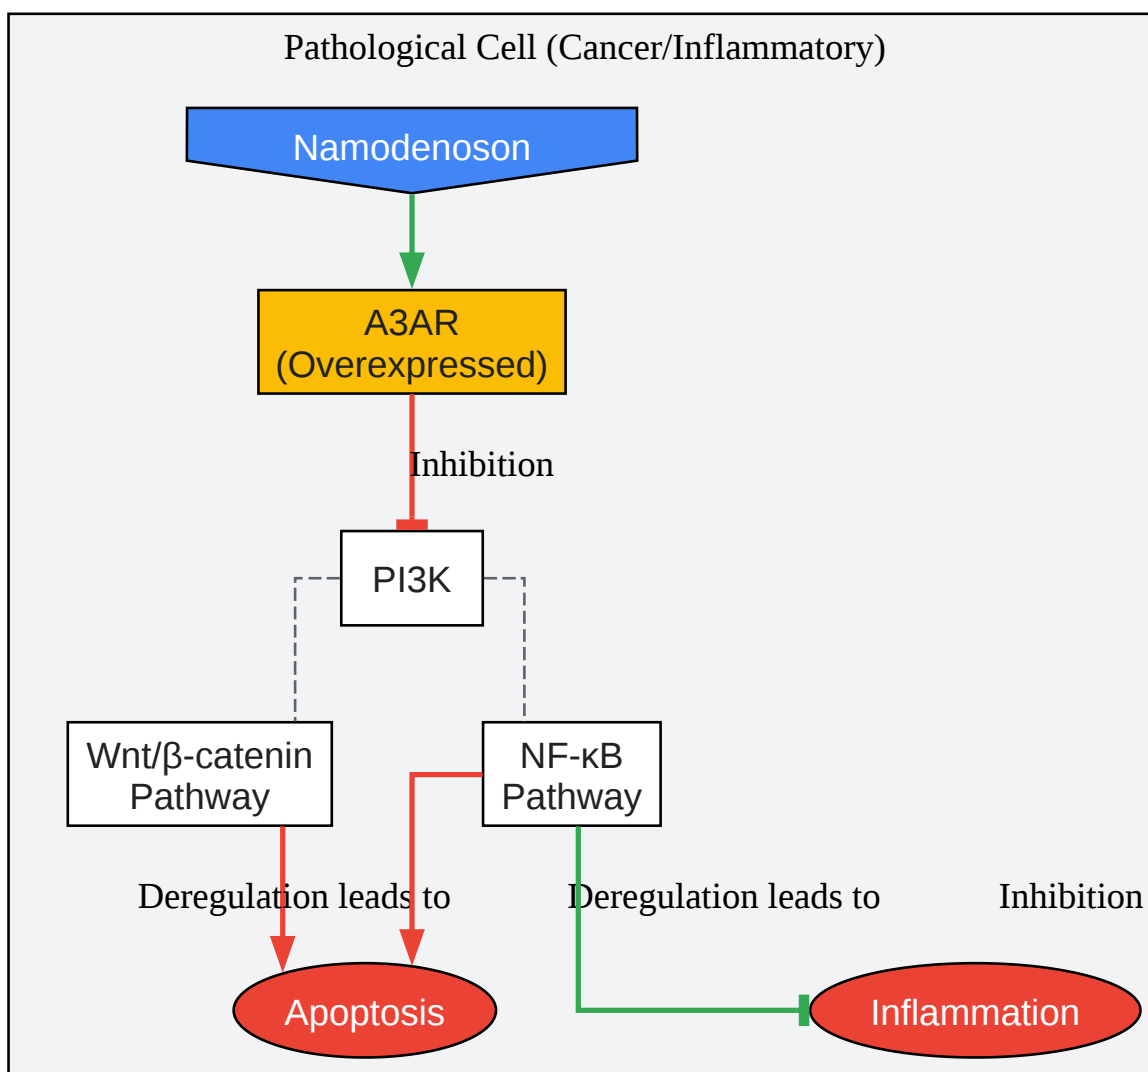 Pathological Cell (Cancer/Inflammatory)
Namodenoson
A3AR
(Overexpressed)
Inhibition
PI3K
Wnt/β-catenin
Pathway
NF-κB
Pathway
Deregulation leads to
Deregulation leads to
Inhibition
Apoptosis
Inflammation